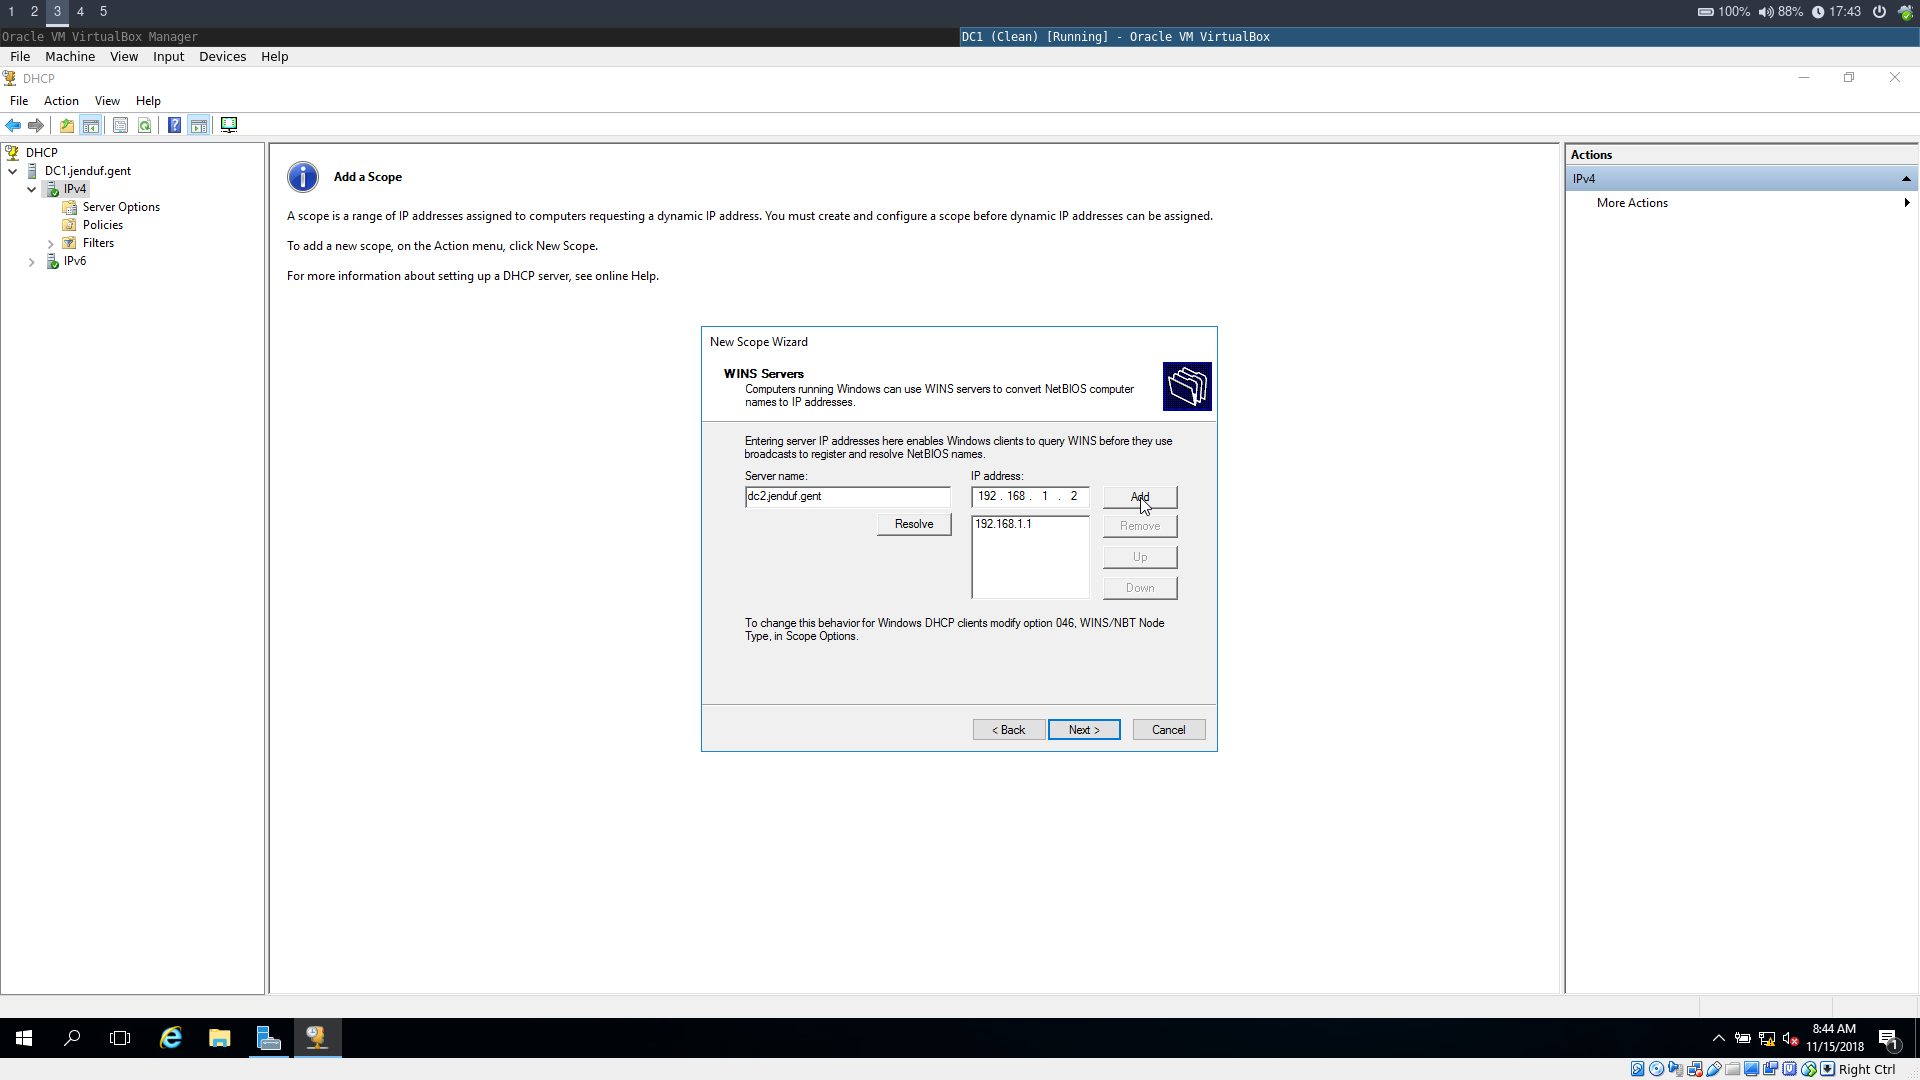 1 2 3 4 5
100% 88% 17:43
Oracle VM VirtualBox Manager
DC1 (Clean) [Running] - Oracle VM VirtualBox
File Machine View Input Devices Help
DHCP
File Action View Help
DHCP
DC1.jenduf.gent
IPv4
Server Options
Policies
Filters
IPv6
Add a Scope
A scope is a range of IP addresses assigned to computers requesting a dynamic IP address. You must create and configure a scope before dynamic IP addresses can be assigned.
To add a new scope, on the Action menu, click New Scope.
For more information about setting up a DHCP server, see online Help.
Actions
IPv4
More Actions
New Scope Wizard
WINS Servers
Computers running Windows can use WINS servers to convert NetBIOS computer
names to IP addresses.
Entering server IP addresses here enables Windows clients to query WINS before they use
broadcasts to register and resolve NetBIOS names.
Server name: IP address:
dc2.jenduf.gent 192 . 168 . 1 . 2 Add
Resolve 192.168.1.1 Remove
Up
Down
To change this behavior for Windows DHCP clients modify option 046, WINS/NBT Node
Type, in Scope Options.
< Back Next > Cancel
8:44 AM
11/15/2018
1
Right Ctrl